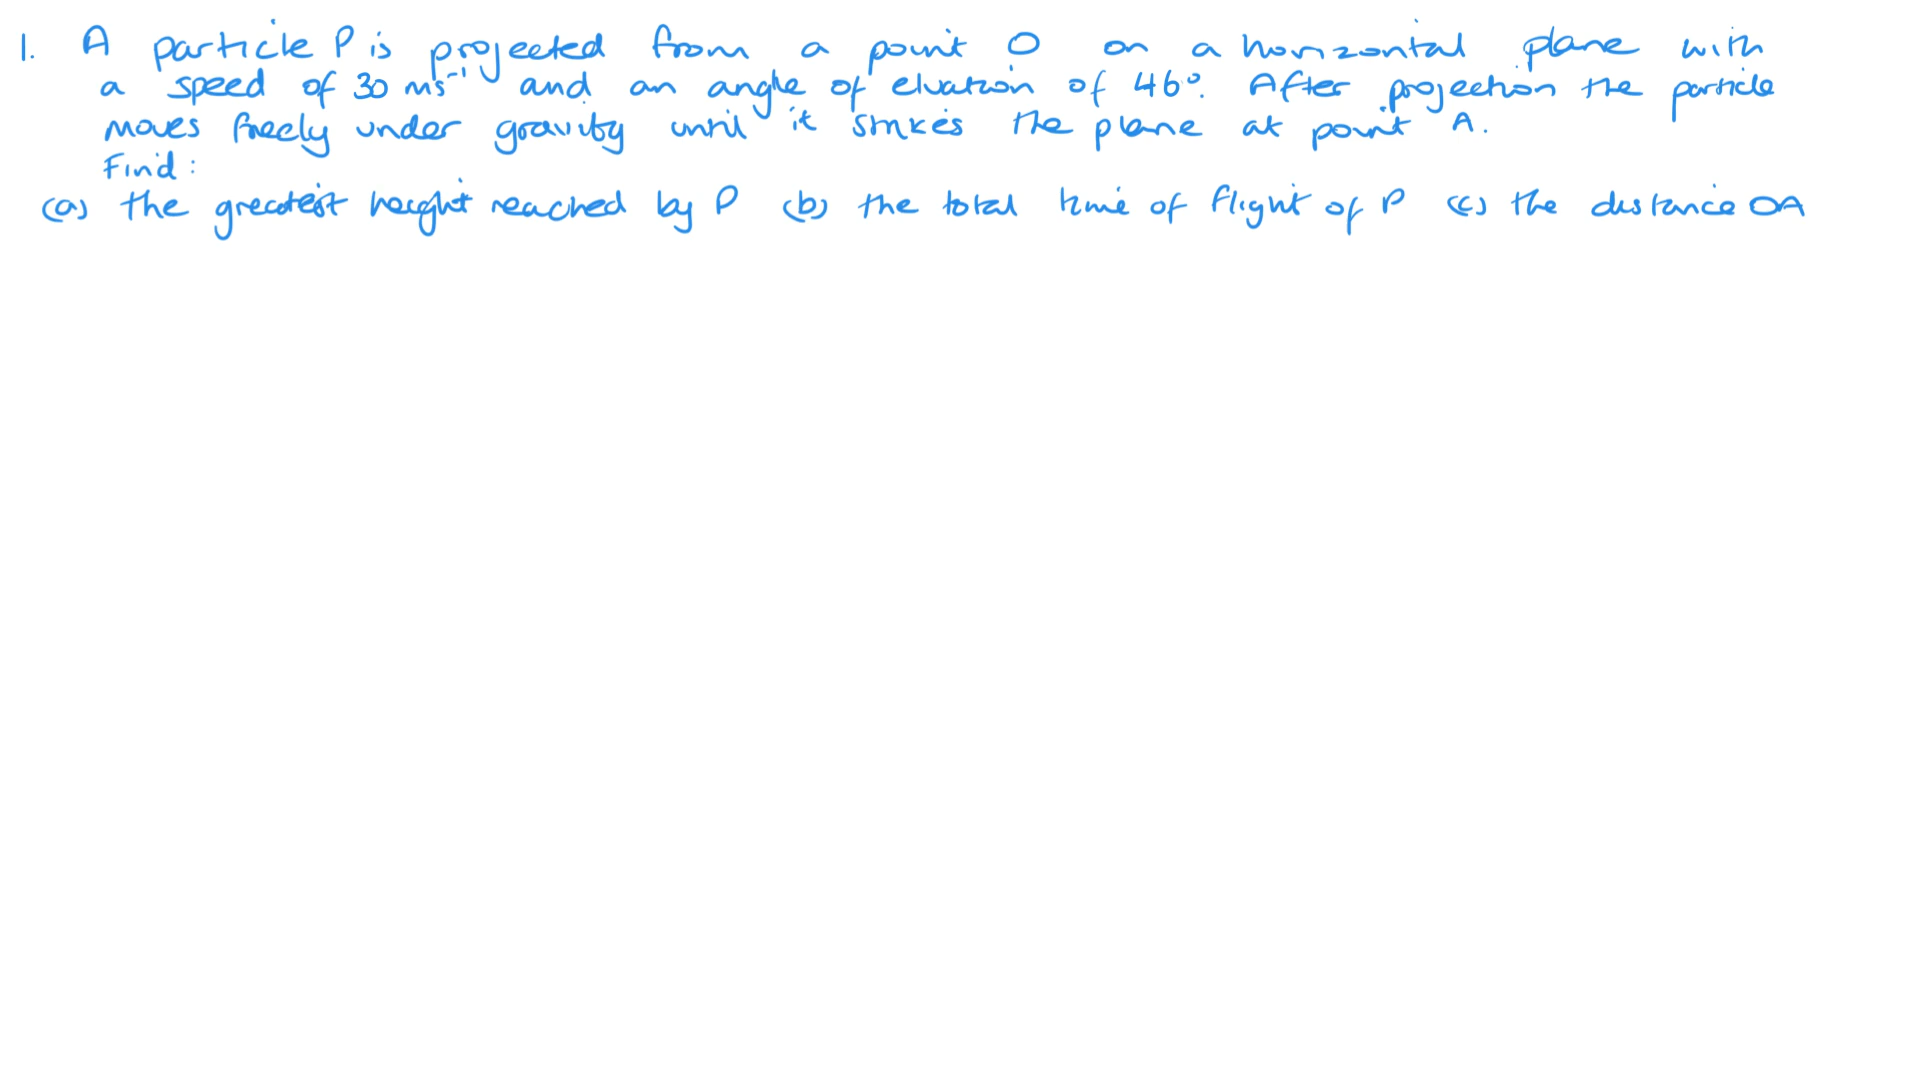 1. A particle P is projected from a point O on a horizontal plane with
a speed of 30 ms⁻¹ and an angle of elvation of 46°. After projection the particle
moves freely under gravity until it strikes the plane at point A.
Find:
(a) the greatest height reached by P (b) the total time of flight of P (c) the distance OA